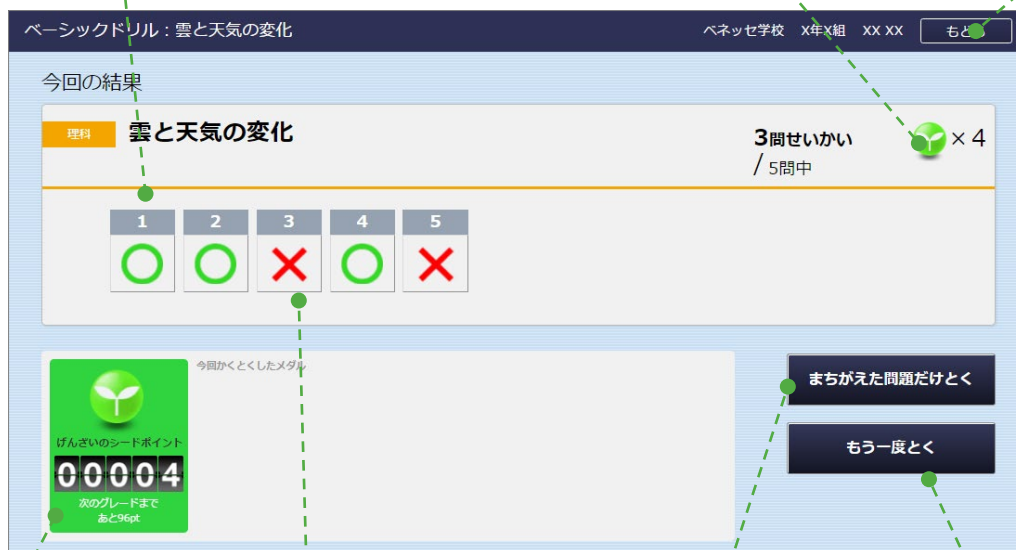 ベーシックドリル：雲と天気の変化
ベネッセ学校 X年X組 XX XX もどる
今回の結果
理科 雲と天気の変化
3問せいかい
/ 5問中
× 4
1 2 3 4 5
今回かくとくしたメダル
げんざいのシードポイント
00004
次のグレードまで
あと96pt
まちがえた問題だけとく
もう一度とく